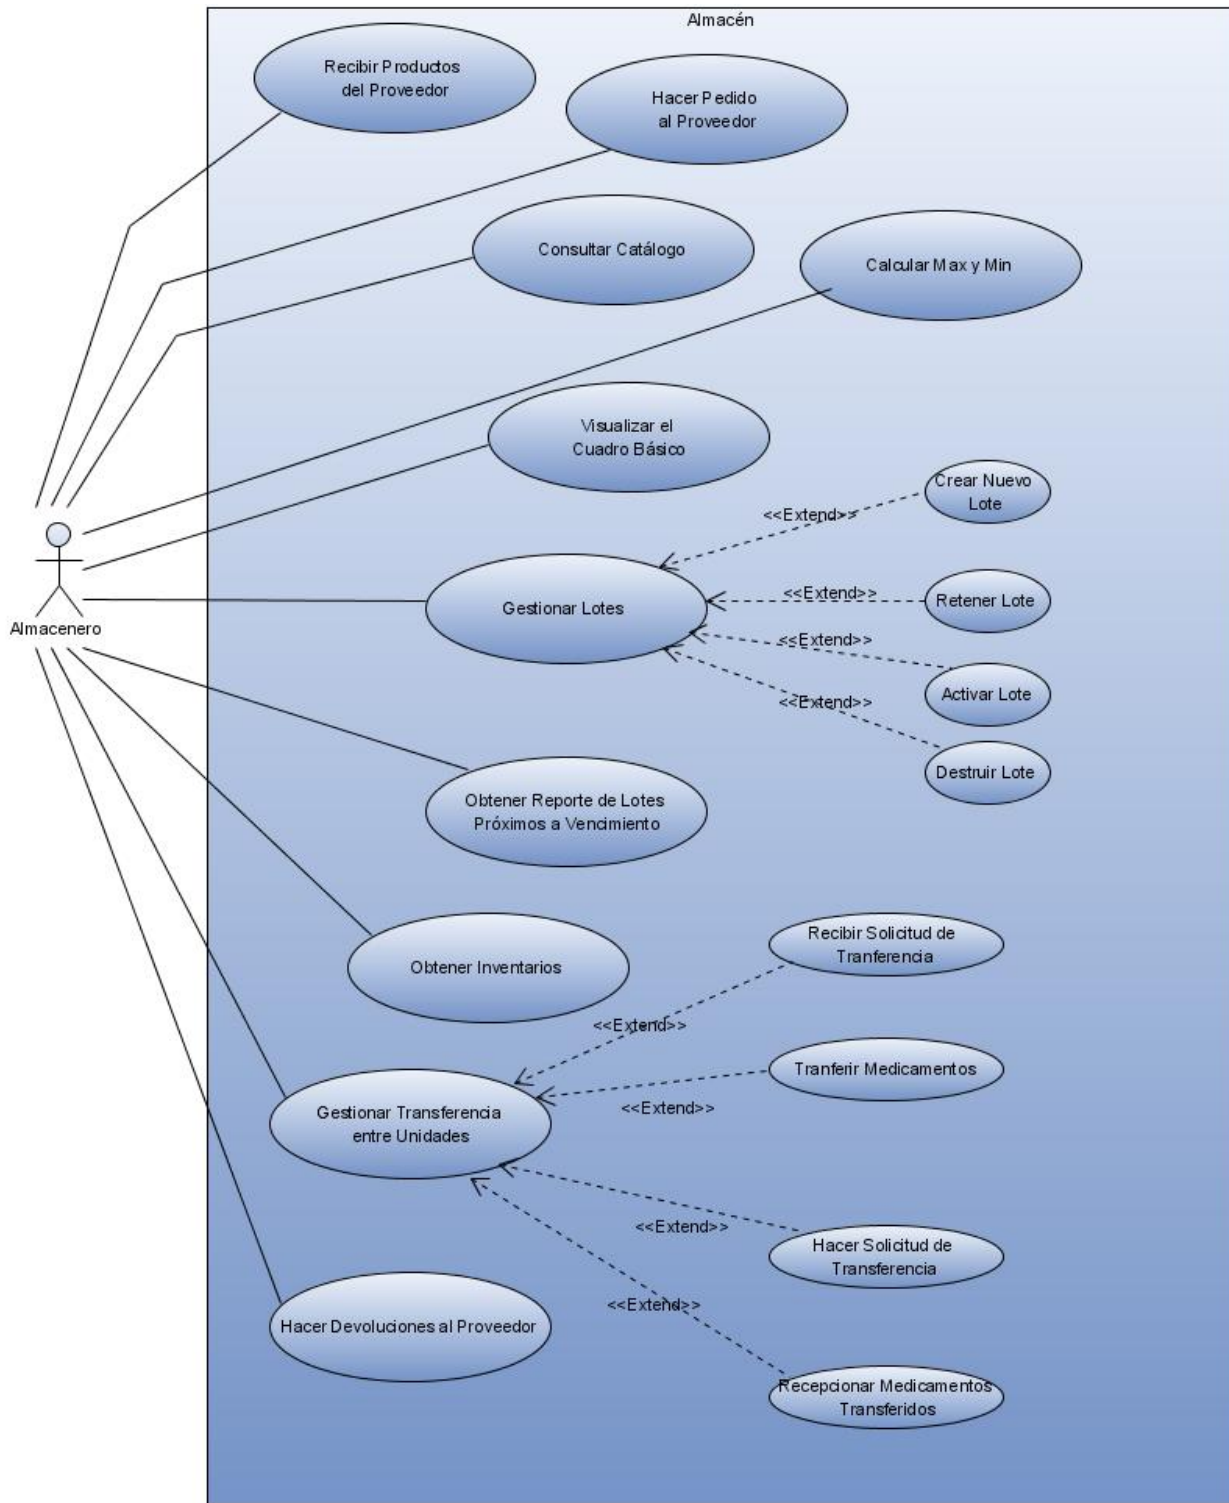 Almacén
Recibir Productos
del Proveedor
Hacer Pedido
al Proveedor
Consultar Catálogo
Calcular Max y Min
Visualizar el
Cuadro Básico
Crear Nuevo
Lote
<<Extend>>
Gestionar Lotes
<<Extend>>
Retener Lote
Almacenero
<<Extend>>
Activar Lote
<<Extend>>
Destruir Lote
Obtener Reporte de Lotes
Próximos a Vencimiento
Recibir Solicitud de
Tranferencia
Obtener Inventarios
<<Extend>>
Tranferir Medicamentos
<<Extend>>
Gestionar Transferencia
entre Unidades
<<Extend>>
Hacer Solicitud de
Transferencia
<<Extend>>
Hacer Devoluciones al Proveedor
Recepcionar Medicamentos
Transferidos